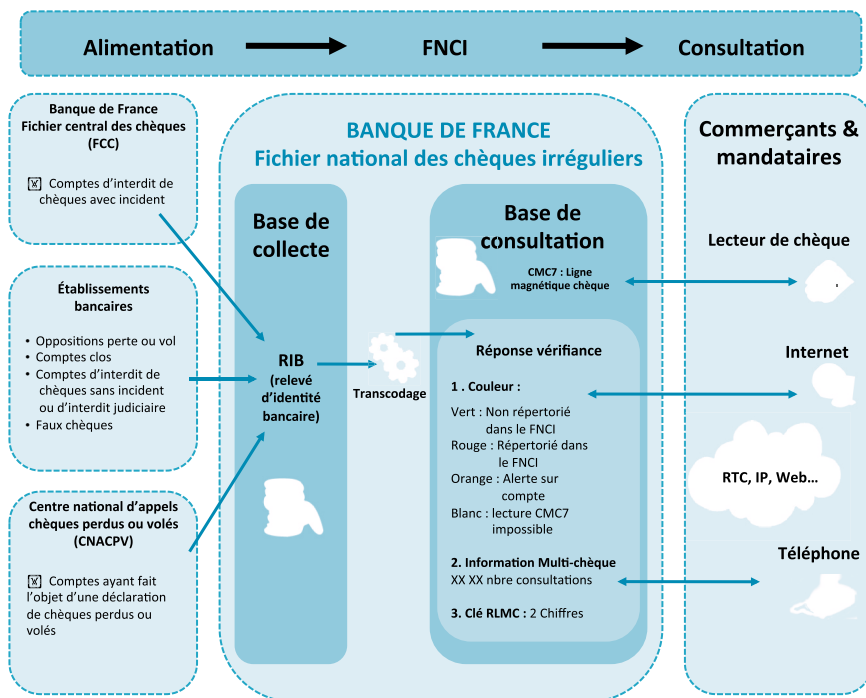 Alimentation
FNCI
Consultation
Banque de France
Fichier central des chèques
(FCC)
Comptes d'interdit de
chèques avec incident
Établissements
bancaires
• Oppositions perte ou vol
• Comptes clos
• Comptes d'interdit de
chèques sans incident
ou d'interdit judiciaire
• Faux chèques
Centre national d'appels
chèques perdus ou volés
(CNACPV)
Comptes ayant fait
l'objet d'une déclaration
de chèques perdus ou
volés
BANQUE DE FRANCE
Fichier national des chèques irréguliers
Base de
collecte
RIB
(relevé
d'identité
bancaire)
Transcodage
Base de
consultation
CMC7 : Ligne
magnétique chèque
Réponse vérifiance
1 . Couleur :
Vert : Non répertorié
dans le FNCI
Rouge : Répertorié dans
le FNCI
Orange : Alerte sur
compte
Blanc : lecture CMC7
impossible
2. Information Multi-chèque
XX XX nbre consultations
3. Clé RLMC : 2 Chiffres
Commerçants &
mandataires
Lecteur de chèque
Internet
RTC, IP, Web...
Téléphone